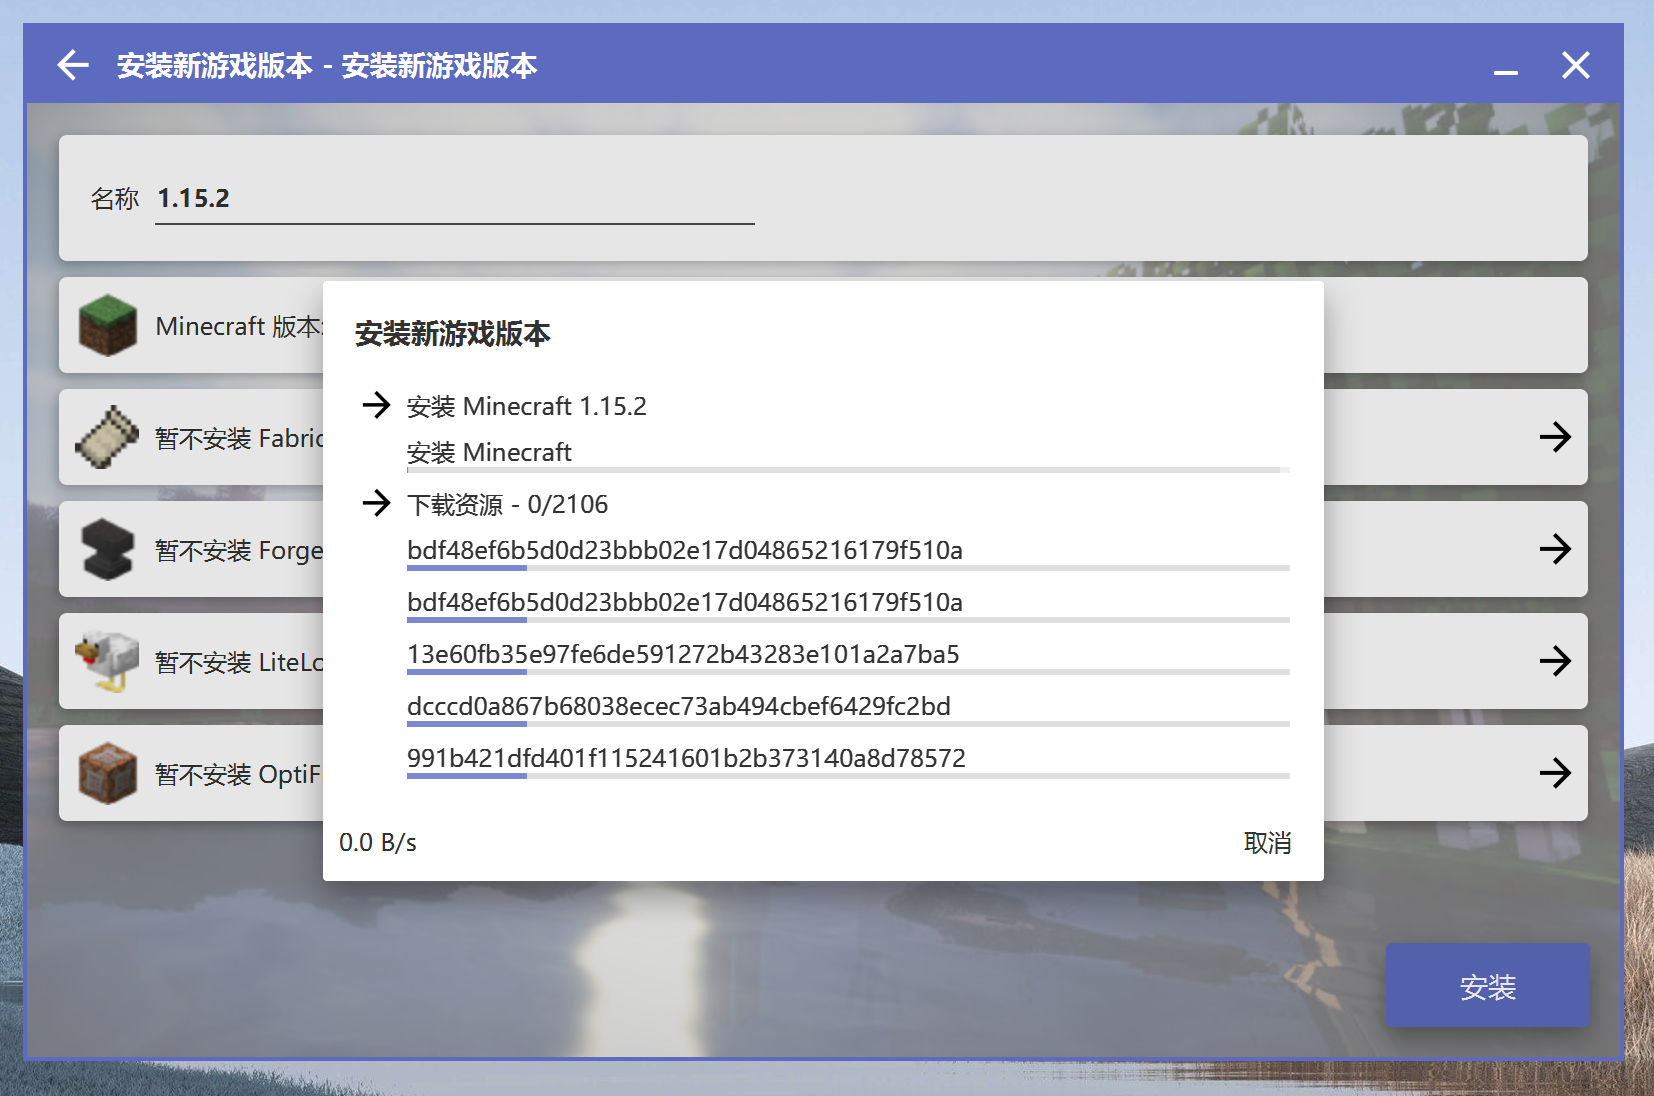 安装新游戏版本 - 安装新游戏版本
名称 1.15.2
Minecraft 版本:
暂不安装 Fabric
暂不安装 Forge
暂不安装 LiteLo
暂不安装 OptiF
安装新游戏版本
安装 Minecraft 1.15.2
安装 Minecraft
下载资源 - 0/2106
bdf48ef6b5d0d23bbb02e17d04865216179f510a
bdf48ef6b5d0d23bbb02e17d04865216179f510a
13e60fb35e97fe6de591272b43283e101a2a7ba5
dcccd0a867b68038ecec73ab494cbef6429fc2bd
991b421dfd401f115241601b2b373140a8d78572
0.0 B/s 取消
安装